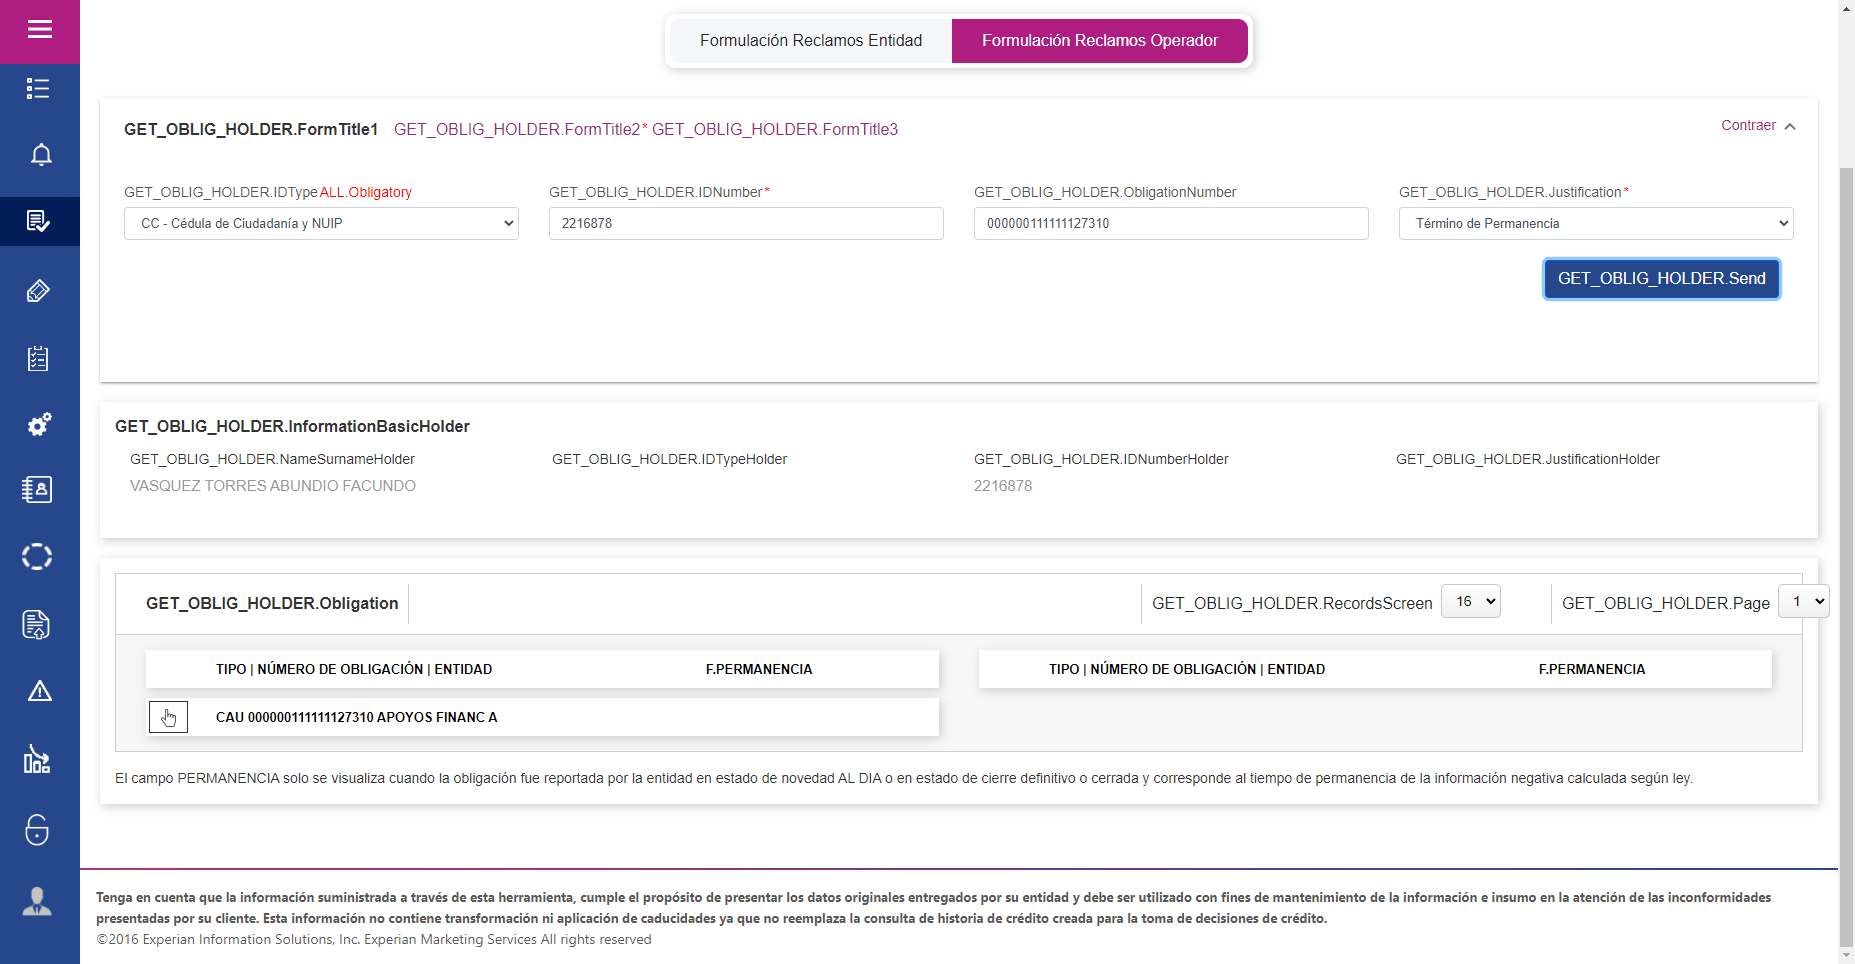 Formulación Reclamos Entidad
Formulación Reclamos Operador
GET_OBLIG_HOLDER.FormTitle1 GET_OBLIG_HOLDER.FormTitle2* GET_OBLIG_HOLDER.FormTitle3
Contraer
GET_OBLIG_HOLDER.IDType ALL.Obligatory
CC - Cédula de Ciudadanía y NUIP
GET_OBLIG_HOLDER.IDNumber*
2216878
GET_OBLIG_HOLDER.ObligationNumber
000000111111127310
GET_OBLIG_HOLDER.Justification*
Término de Permanencia
GET_OBLIG_HOLDER.Send
GET_OBLIG_HOLDER.InformationBasicHolder
GET_OBLIG_HOLDER.NameSurnameHolder
VASQUEZ TORRES ABUNDIO FACUNDO
GET_OBLIG_HOLDER.IDTypeHolder
GET_OBLIG_HOLDER.IDNumberHolder
2216878
GET_OBLIG_HOLDER.JustificationHolder
GET_OBLIG_HOLDER.Obligation
GET_OBLIG_HOLDER.RecordsScreen 16
GET_OBLIG_HOLDER.Page 1
TIPO | NÚMERO DE OBLIGACIÓN | ENTIDAD F.PERMANENCIA
CAU 000000111111127310 APOYOS FINANC A
TIPO | NÚMERO DE OBLIGACIÓN | ENTIDAD F.PERMANENCIA
El campo PERMANENCIA solo se visualiza cuando la obligación fue reportada por la entidad en estado de novedad AL DIA o en estado de cierre definitivo o cerrada y corresponde al tiempo de permanencia de la información negativa calculada según ley.
Tenga en cuenta que la información suministrada a través de esta herramienta, cumple el propósito de presentar los datos originales entregados por su entidad y debe ser utilizado con fines de mantenimiento de la información e insumo en la atención de las inconformidades
presentadas por su cliente. Esta información no contiene transformación ni aplicación de caducidades ya que no reemplaza la consulta de historia de crédito creada para la toma de decisiones de crédito.
©2016 Experian Information Solutions, Inc. Experian Marketing Services All rights reserved